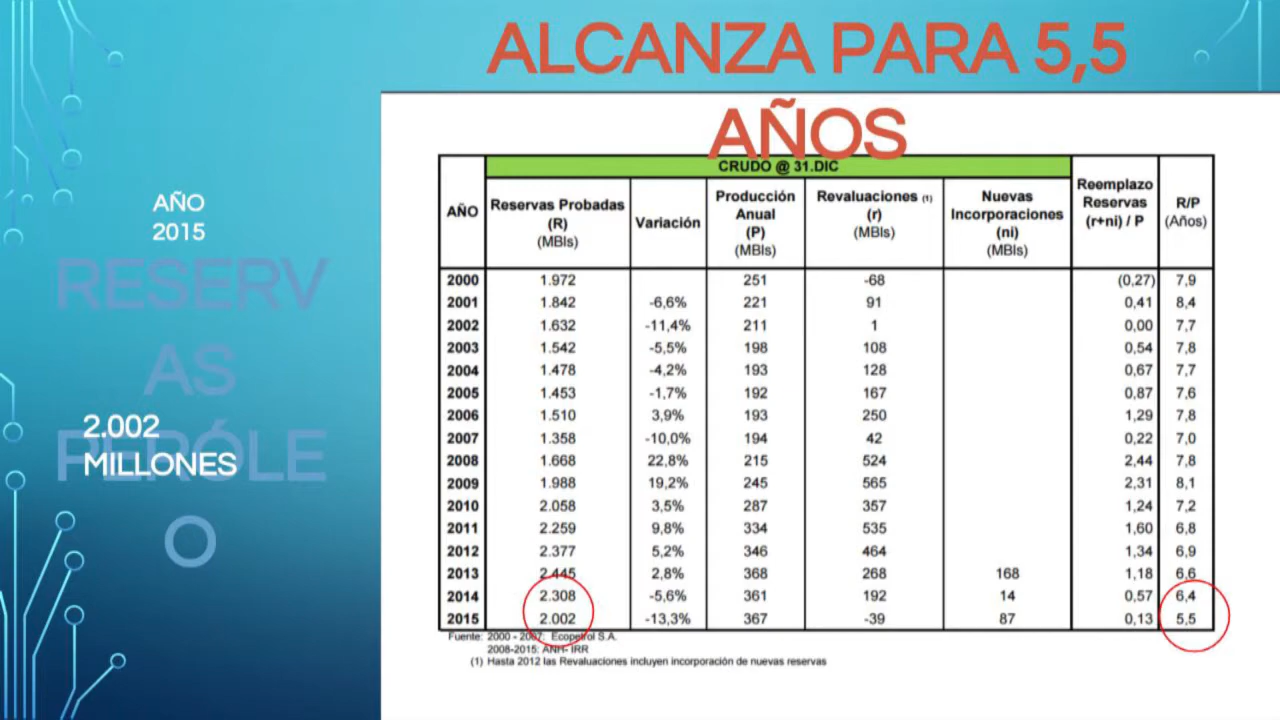 ALCANZA PARA 5,5
AÑOS
AÑO
2015
RESERV
AS
PERÓLE
O
2.002
MILLONES
CRUDO @ 31.DIC
AÑO Reservas Probadas (R) (MBls) Variación Producción Anual (P) (MBls) Revaluaciones (1) (r) (MBls) Nuevas Incorporaciones (ni) (MBls) Reemplazo Reservas (r+ni) / P R/P (Años)
2000 1.972 251 -68 (0,27) 7,9
2001 1.842 -6,6% 221 91 0,41 8,4
2002 1.632 -11,4% 211 1 0,00 7,7
2003 1.542 -5,5% 198 108 0,54 7,8
2004 1.478 -4,2% 193 128 0,67 7,7
2005 1.453 -1,7% 192 167 0,87 7,6
2006 1.510 3,9% 193 250 1,29 7,8
2007 1.358 -10,0% 194 42 0,22 7,0
2008 1.668 22,8% 215 524 2,44 7,8
2009 1.988 19,2% 245 565 2,31 8,1
2010 2.058 3,5% 287 357 1,24 7,2
2011 2.259 9,8% 334 535 1,60 6,8
2012 2.377 5,2% 346 464 1,34 6,9
2013 2.445 2,8% 368 268 168 1,18 6,6
2014 2.308 -5,6% 361 192 14 0,57 6,4
2015 2.002 -13,3% 367 -39 87 0,13 5,5
Fuente: 2000 - 2007: Ecopetrol S.A.
2008-2015: ANH- IRR
(1) Hasta 2012 las Revaluaciones incluyen incorporación de nuevas reservas